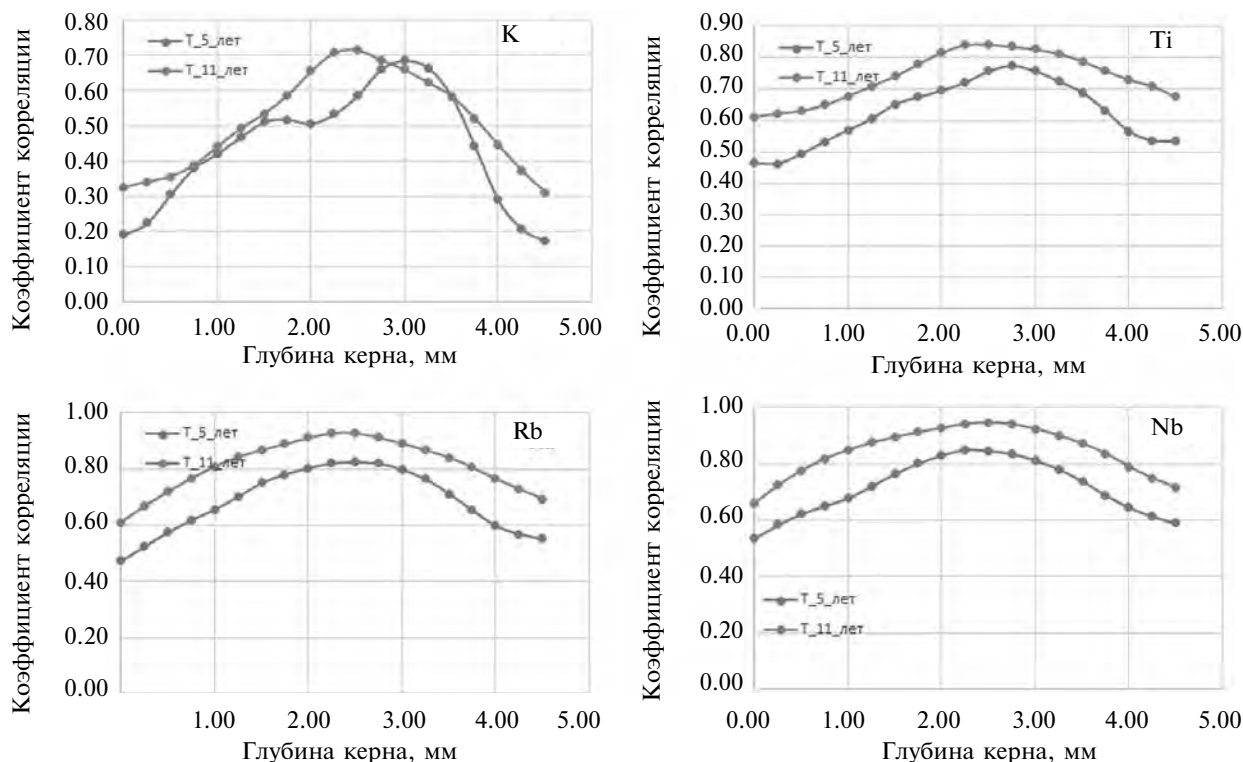 K
Коэффициент корреляции
0.80
0.70
0.60
0.50
0.40
0.30
0.20
0.10
0.00
T_5_лет
T_11_лет
0.00 1.00 2.00 3.00 4.00 5.00
Глубина керна, мм
Ti
Коэффициент корреляции
0.90
0.80
0.70
0.60
0.50
0.40
0.30
0.20
0.10
0.00
T_5_лет
T_11_лет
0.00 1.00 2.00 3.00 4.00 5.00
Глубина керна, мм
Rb
Коэффициент корреляции
1.00
0.80
0.60
0.40
0.20
0.00
T_5_лет
T_11_лет
1.00 2.00 3.00 4.00 5.00
Глубина керна, мм
Nb
Коэффициент корреляции
1.00
0.80
0.60
0.40
0.20
0.00
T_5_лет
T_11_лет
0.00 1.00 2.00 3.00 4.00 5.00
Глубина керна, мм